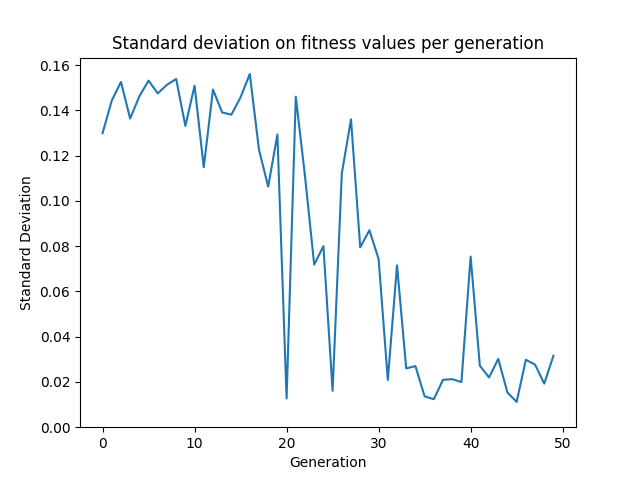 Standard deviation on fitness values per generation
0.16
0.14
0.12
0.10
0.08
0.06
0.04
0.02
0.00
Standard Deviation
0 10 20 30 40 50
Generation